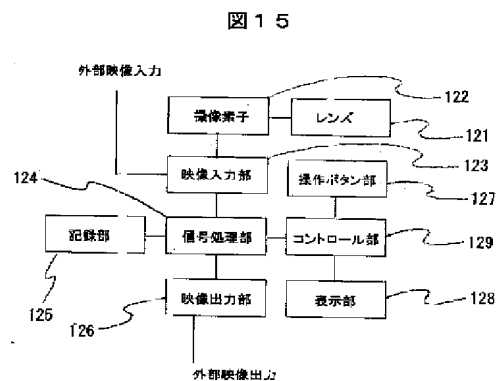 図15
外部映像入力
撮像素子
レンズ
122
121
123
映像入力部
操作ボタン部
127
124
記録部
信号処理部
コントロール部
129
125
映像出力部
表示部
126
128
外部映像出力